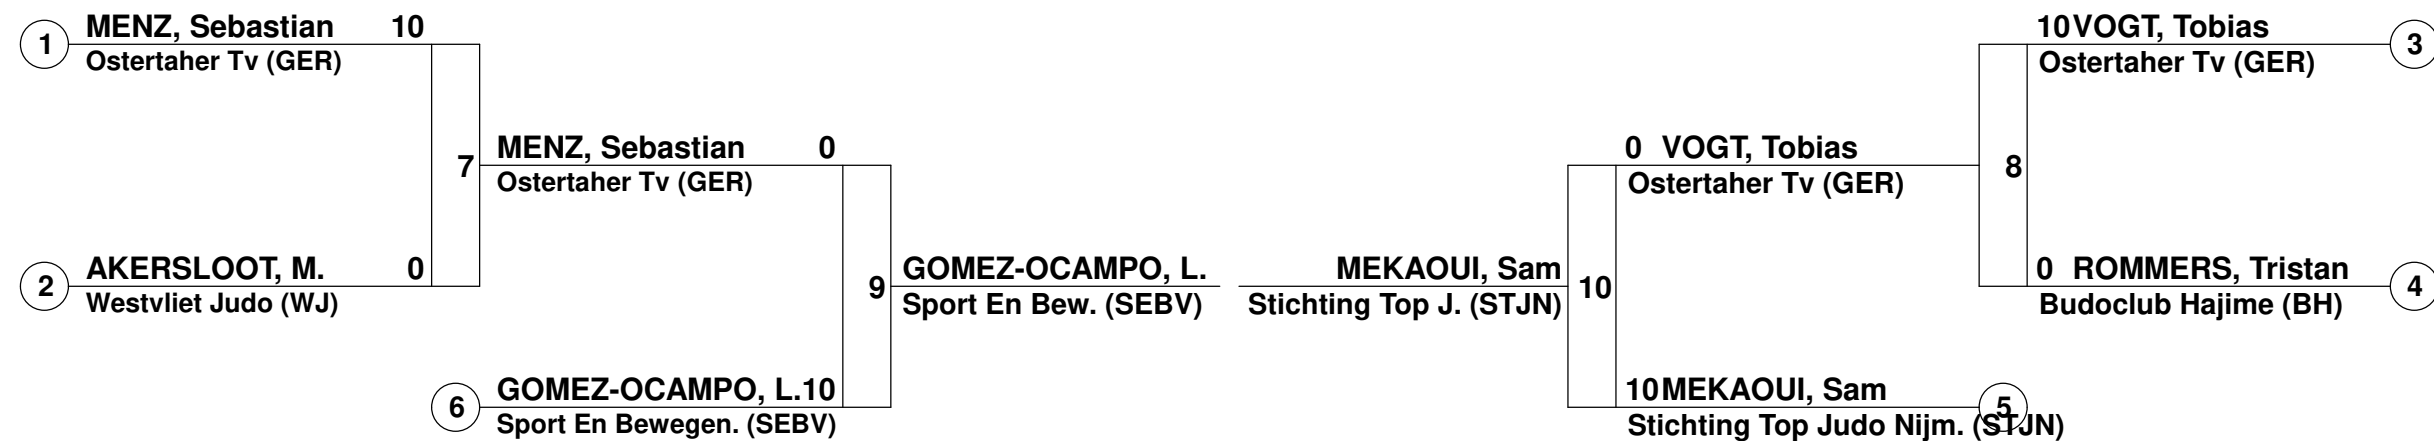 1
MENZ, Sebastian 10
Ostertaher Tv (GER)
2
AKERSLOOT, M. 0
Westvliet Judo (WJ)
7
MENZ, Sebastian 0
Ostertaher Tv (GER)
6
GOMEZ-OCAMPO, L.10
Sport En Bewegen. (SEBV)
9
GOMEZ-OCAMPO, L.
Sport En Bew. (SEBV)
MEKAOUI, Sam
Stichting Top J. (STJN)
10
0 VOGT, Tobias
Ostertaher Tv (GER)
10MEKAOUI, Sam
Stichting Top Judo Nijm. (STJN)
5
8
10VOGT, Tobias
Ostertaher Tv (GER)
3
0 ROMMERS, Tristan
Budoclub Hajime (BH)
4